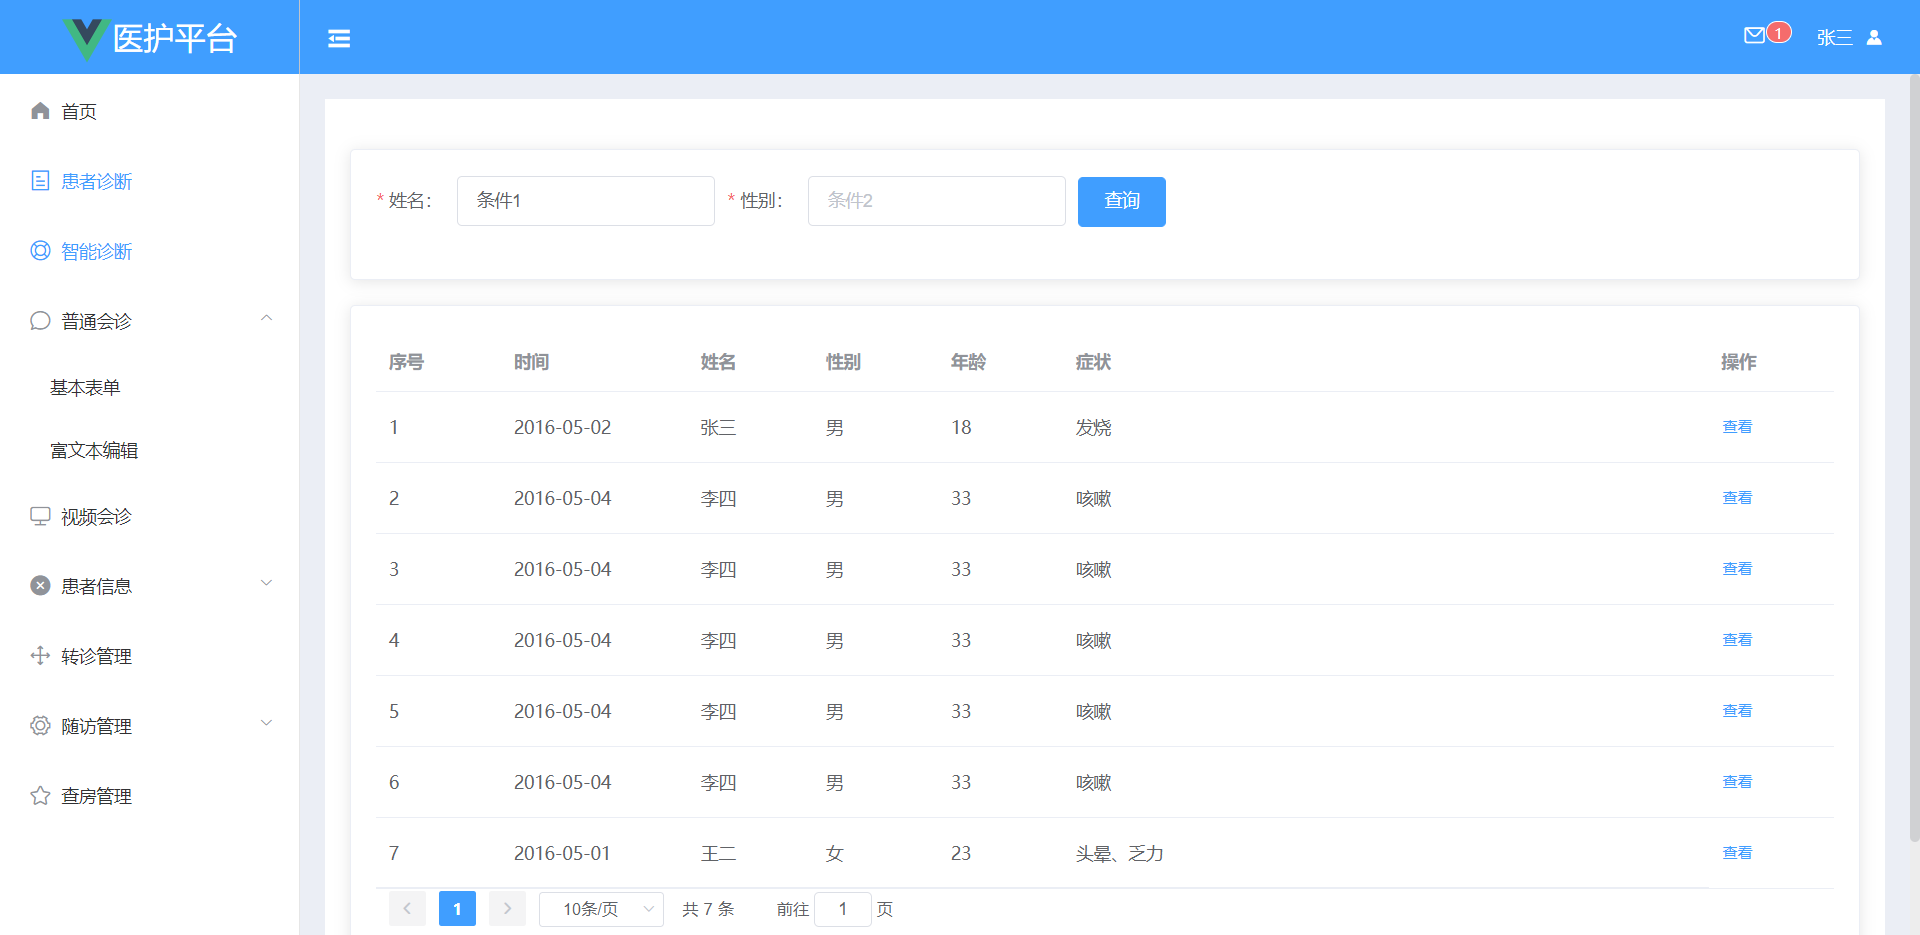 医护平台
1
张三
首页
患者诊断
智能诊断
普通会诊
基本表单
富文本编辑
视频会诊
患者信息
转诊管理
随访管理
查房管理
* 姓名： 条件1 * 性别： 条件2 查询
序号 时间 姓名 性别 年龄 症状 操作
1 2016-05-02 张三 男 18 发烧 查看
2 2016-05-04 李四 男 33 咳嗽 查看
3 2016-05-04 李四 男 33 咳嗽 查看
4 2016-05-04 李四 男 33 咳嗽 查看
5 2016-05-04 李四 男 33 咳嗽 查看
6 2016-05-04 李四 男 33 咳嗽 查看
7 2016-05-01 王二 女 23 头晕、乏力 查看
1 10条/页 共 7 条 前往 1 页